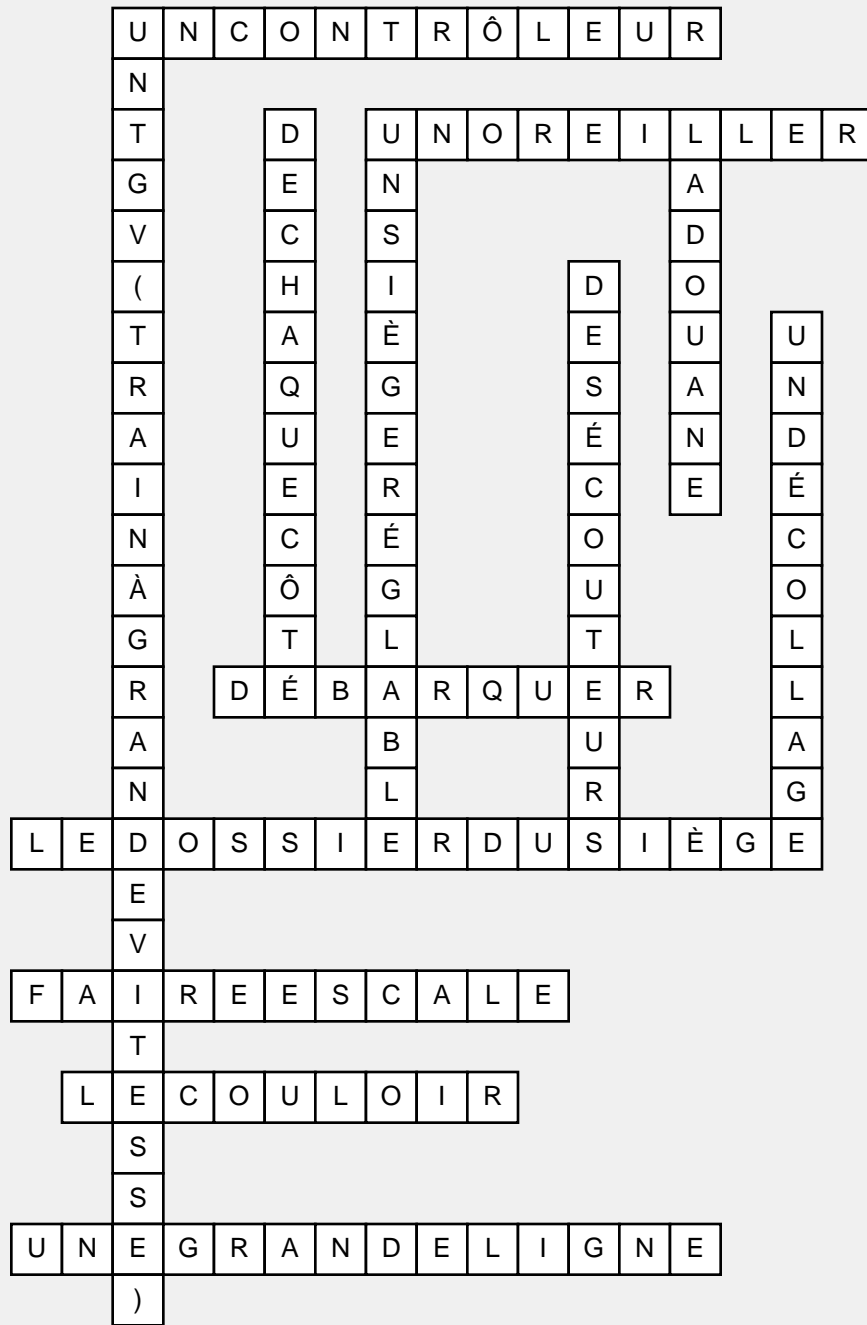 UNCONTRÔLEUR
UNTGV(TRAINÀGRANDEVITESSE)
DECHAQUECÔTÉ
UNOREILLER
UNSIÈGERÉGLABLE
LADOUANE
DESÉCOUTEURS
UNDÉCOLLAGE
DÉBARQUER
LEDOSSIERDUSIÈGE
FAIREESCALE
LECOULOIR
UNEGRANDELIGNE